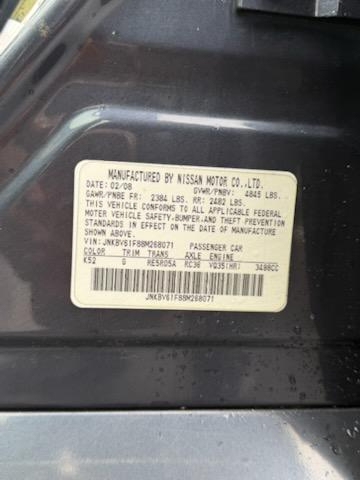 MANUFACTURED BY NISSAN MOTOR CO.,LTD.
DATE: 02/08 GVWR/PNBV: 4845 LBS.
GAWR/PNBE FR: 2384 LBS. RR: 2482 LBS.
THIS VEHICLE CONFORMS TO ALL APPLICABLE FEDERAL
MOTOR VEHICLE SAFETY,BUMPER,AND THEFT PREVENTION
STANDARDS IN EFFECT ON THE DATE OF MANUFACTURE
SHOWN ABOVE.
VIN: JNKBV61F88M268071 PASSENGER CAR
COLOR TRIM TRANS AXLE ENGINE
K52 G RE5R05A RC36 VQ35(HR) 3498CC
JNKBV61F88M268071